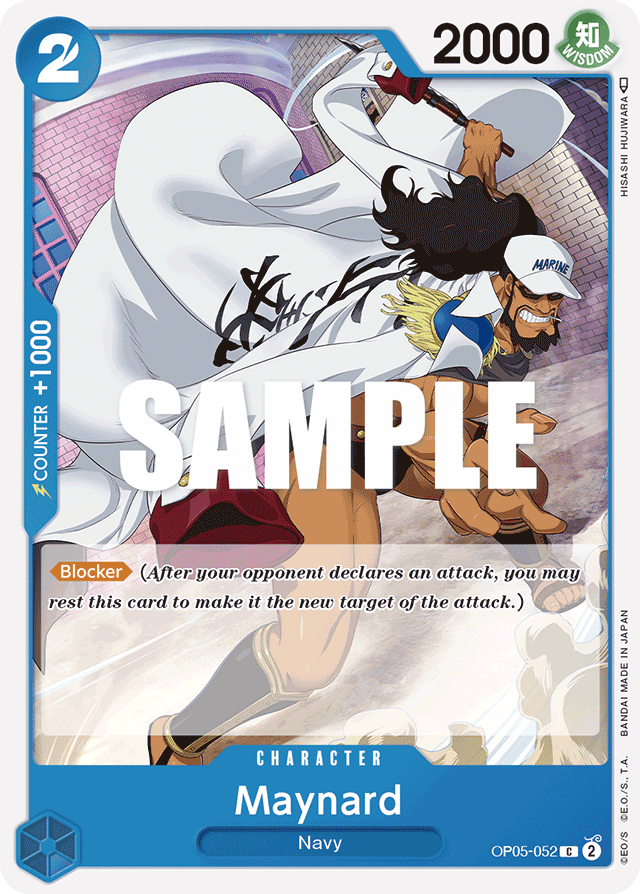 2
2000
知
WISDOM
HISASHI HUJIWARA
MARINE
COUNTER +1000
SAMPLE
Blocker (After your opponent declares an attack, you may
rest this card to make it the new target of the attack.)
CHARACTER
Maynard
Navy
OP05-052 C 2
©E.O./S., T.A. BANDAI MADE IN JAPAN
©EO/S